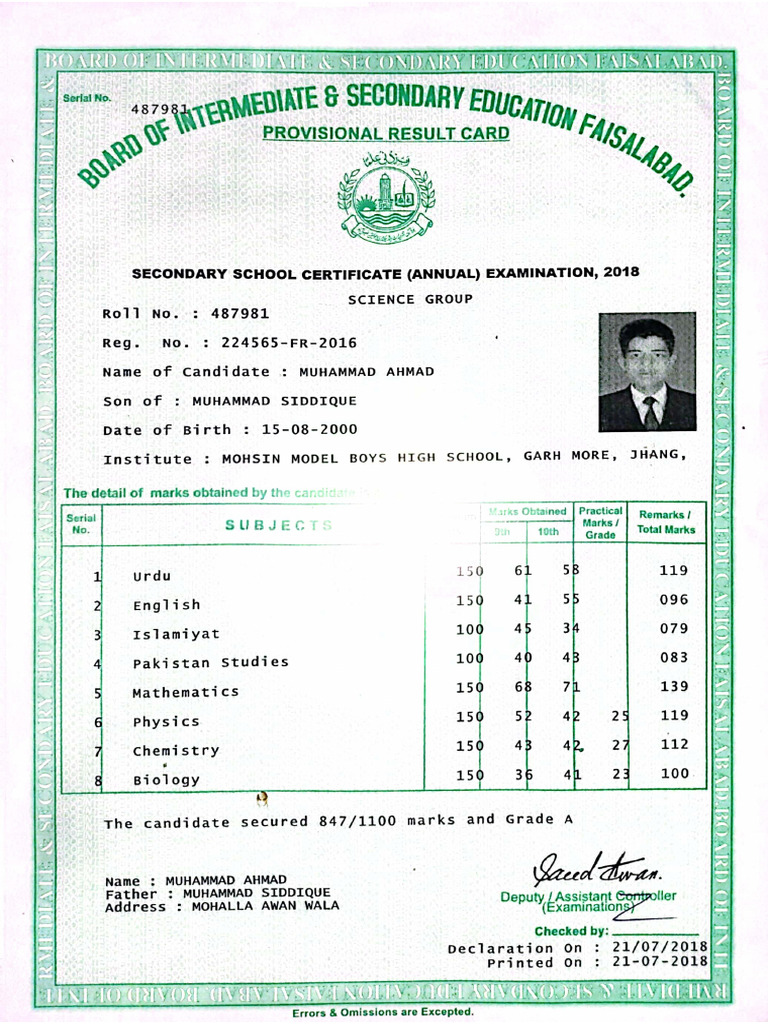 BOARD OF INTERMEDIATE & SECONDARY EDUCATION FAISALABAD.
Serial No.
487981
BOARD OF INTERMEDIATE & SECONDARY EDUCATION FAISALABAD.
PROVISIONAL RESULT CARD
SECONDARY SCHOOL CERTIFICATE (ANNUAL) EXAMINATION, 2018
SCIENCE GROUP
Roll No. : 487981
Reg. No. : 224565-FR-2016
Name of Candidate : MUHAMMAD AHMAD
Son of : MUHAMMAD SIDDIQUE
Date of Birth : 15-08-2000
Institute : MOHSIN MODEL BOYS HIGH SCHOOL, GARH MORE, JHANG,
The detail of marks obtained by the candidate
Serial No. SUBJECTS Marks Obtained 9th 10th Practical Marks / Grade Remarks / Total Marks
1 Urdu 150 61 58 119
2 English 150 41 55 096
3 Islamiyat 100 45 34 079
4 Pakistan Studies 100 40 43 083
5 Mathematics 150 68 71 139
6 Physics 150 52 42 25 119
7 Chemistry 150 43 42 27 112
8 Biology 150 36 41 23 100
The candidate secured 847/1100 marks and Grade A
Name : MUHAMMAD AHMAD
Father : MUHAMMAD SIDDIQUE
Address : MOHALLA AWAN WALA
Saeed Awan.
Deputy / Assistant Controller
(Examinations)
Checked by:
Declaration On : 21/07/2018
Printed On : 21-07-2018
Errors & Omissions are Excepted.